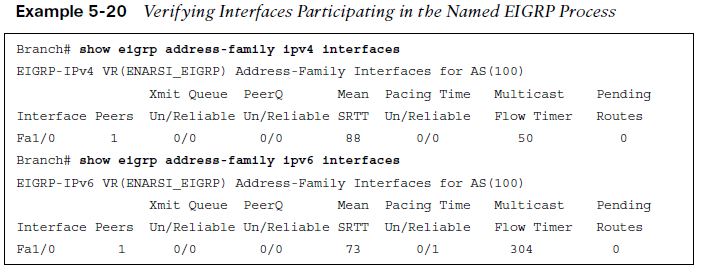 Example 5-20 Verifying Interfaces Participating in the Named EIGRP Process
Branch# show eigrp address-family ipv4 interfaces
EIGRP-IPv4 VR(ENARSI_EIGRP) Address-Family Interfaces for AS(100)
Xmit Queue PeerQ Mean Pacing Time Multicast Pending
Interface Peers Un/Reliable Un/Reliable SRTT Un/Reliable Flow Timer Routes
Fa1/0 1 0/0 0/0 88 0/0 50 0
Branch# show eigrp address-family ipv6 interfaces
EIGRP-IPv6 VR(ENARSI_EIGRP) Address-Family Interfaces for AS(100)
Xmit Queue PeerQ Mean Pacing Time Multicast Pending
Interface Peers Un/Reliable Un/Reliable SRTT Un/Reliable Flow Timer Routes
Fa1/0 1 0/0 0/0 73 0/1 304 0